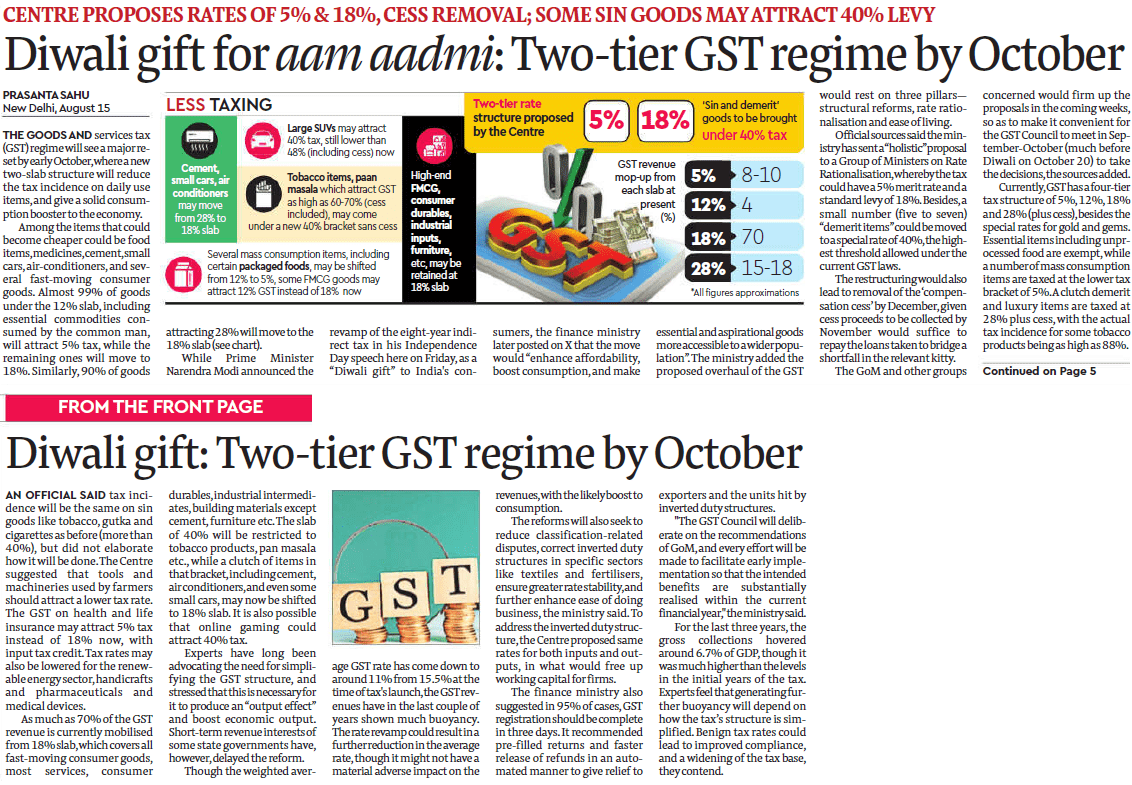 CENTRE PROPOSES RATES OF 5% & 18%, CESS REMOVAL; SOME SIN GOODS MAY ATTRACT 40% LEVY
Diwali gift for aam aadmi: Two-tier GST regime by October
PRASANTA SAHU
New Delhi, August 15
THE GOODS AND services tax
(GST) regime will see a major re-
set by early October, where a new
two-slab structure will reduce
the tax incidence on daily use
items, and give a solid consump-
tion booster to the economy.
Among the items that could
become cheaper could be food
items, medicines, cement, small
cars, air-conditioners, and sev-
eral fast-moving consumer
goods. Almost 99% of goods
under the 12% slab, including
essential commodities con-
sumed by the common man,
will attract 5% tax, while the
remaining ones will move to
18%. Similarly, 90% of goods
LESS TAXING
Cement,
small cars, air
conditioners
may move
from 28% to
18% slab
Large SUVs may attract
40% tax, still lower than
48% (including cess) now
Tobacco items, paan
masala which attract GST
as high as 60-70% (cess
included), may come
under a new 40% bracket sans cess
Several mass consumption items, including
certain packaged foods, may be shifted
from 12% to 5%, some FMCG goods may
attract 12% GST instead of 18% now
High-end
FMCG,
consumer
durables,
industrial
inputs,
furniture,
etc, may be
retained at
18% slab
Two-tier rate
structure proposed
by the Centre
5%
18%
'Sin and demerit'
goods to be brought
under 40% tax
GST
GST revenue
mop-up from
each slab at
present
(%)
5% 8-10
12% 4
18% 70
28% 15-18
*All figures approximations
attracting 28% will move to the
18% slab (see chart).
While Prime Minister
Narendra Modi announced the
revamp of the eight-year indi-
rect tax in his Independence
Day speech here on Friday, as a
"Diwali gift" to India's con-
sumers, the finance ministry
later posted on X that the move
would "enhance affordability,
boost consumption, and make
essential and aspirational goods
more accessible to a wider popu-
lation". The ministry added the
proposed overhaul of the GST
would rest on three pillars—
structural reforms, rate ratio-
nalisation and ease of living.
Official sources said the min-
istry has sent a "holistic" proposal
to a Group of Ministers on Rate
Rationalisation, whereby the tax
could have a 5% merit rate and a
standard levy of 18%. Besides, a
small number (five to seven)
"demerit items" could be moved
to a special rate of 40%, the high-
est threshold allowed under the
current GST laws.
The restructuring would also
lead to removal of the 'compen-
sation cess' by December, given
cess proceeds to be collected by
November would suffice to
repay the loans taken to bridge a
shortfall in the relevant kitty.
The GoM and other groups
concerned would firm up the
proposals in the coming weeks,
so as to make it convenient for
the GST Council to meet in Sep-
tember-October (much before
Diwali on October 20) to take
the decisions, the sources added.
Currently, GST has a four-tier
tax structure of 5%, 12%, 18%
and 28% (plus cess), besides the
special rates for gold and gems.
Essential items including unpr-
ocessed food are exempt, while
a number of mass consumption
items are taxed at the lower tax
bracket of 5%. A clutch demerit
and luxury items are taxed at
28% plus cess, with the actual
tax incidence for some tobacco
products being as high as 88%.
Continued on Page 5
FROM THE FRONT PAGE
Diwali gift: Two-tier GST regime by October
AN OFFICIAL SAID tax inci-
dence will be the same on sin
goods like tobacco, gutka and
cigarettes as before (more than
40%), but did not elaborate
how it will be done. The Centre
suggested that tools and
machineries used by farmers
should attract a lower tax rate.
The GST on health and life
insurance may attract 5% tax
instead of 18% now, with
input tax credit. Tax rates may
also be lowered for the renew-
able energy sector, handicrafts
and pharmaceuticals and
medical devices.
As much as 70% of the GST
revenue is currently mobilised
from 18% slab, which covers all
fast-moving consumer goods,
most services, consumer
durables, industrial intermedi-
ates, building materials except
cement, furniture etc. The slab
of 40% will be restricted to
tobacco products, pan masala
etc., while a clutch of items in
that bracket, including cement,
air conditioners, and even some
small cars, may now be shifted
to 18% slab. It is also possible
that online gaming could
attract 40% tax.
Experts have long been
advocating the need for simpli-
fying the GST structure, and
stressed that this is necessary for
it to produce an "output effect"
and boost economic output.
Short-term revenue interests of
some state governments have,
however, delayed the reform.
Though the weighted aver-
GST
age GST rate has come down to
around 11% from 15.5% at the
time of tax's launch, the GST rev-
enues have in the last couple of
years shown much buoyancy.
The rate revamp could result in a
further reduction in the average
rate, though it might not have a
material adverse impact on the
revenues, with the likely boost to
consumption.
The reforms will also seek to
reduce classification-related
disputes, correct inverted duty
structures in specific sectors
like textiles and fertilisers,
ensure greater rate stability, and
further enhance ease of doing
business, the ministry said. To
address the inverted duty struc-
ture, the Centre proposed same
rates for both inputs and out-
puts, in what would free up
working capital for firms.
The finance ministry also
suggested in 95% of cases, GST
registration should be complete
in three days. It recommended
pre-filled returns and faster
release of refunds in an auto-
mated manner to give relief to
exporters and the units hit by
inverted duty structures.
"The GST Council will delib-
erate on the recommendations
of GoM, and every effort will be
made to facilitate early imple-
mentation so that the intended
benefits are substantially
realised within the current
financial year," the ministry said.
For the last three years, the
gross collections hovered
around 6.7% of GDP, though it
was much higher than the levels
in the initial years of the tax.
Experts feel that generating fur-
ther buoyancy will depend on
how the tax's structure is sim-
plified. Benign tax rates could
lead to improved compliance,
and a widening of the tax base,
they contend.